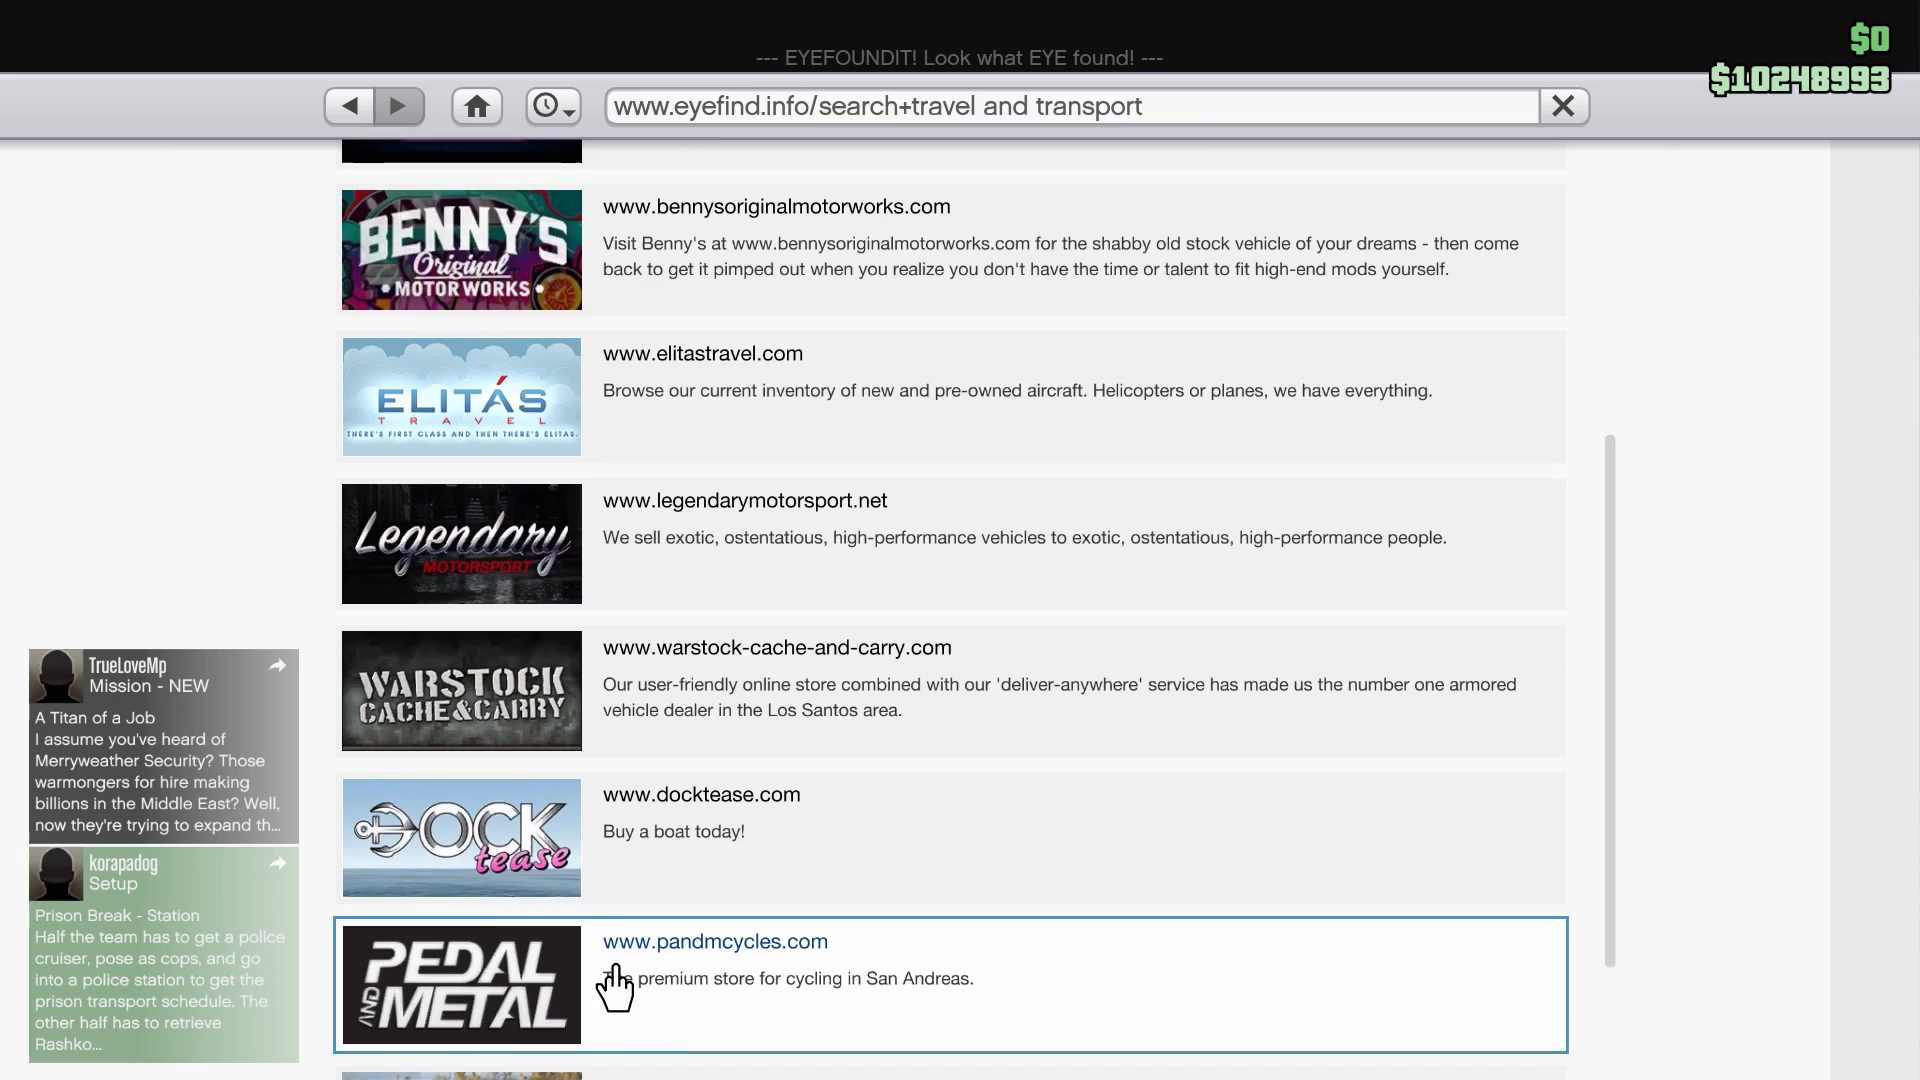 $0
--- EYEFOUNDIT! Look what EYE found! ---
$10248993
www.eyefind.info/search+travel and transport
BENNY'S
Original
MOTOR WORKS
www.bennysoriginalmotorworks.com
Visit Benny's at www.bennysoriginalmotorworks.com for the shabby old stock vehicle of your dreams - then come
back to get it pimped out when you realize you don't have the time or talent to fit high-end mods yourself.
ELITÁS
TRAVEL
THERE'S FIRST CLASS AND THEN THERE'S ELITAS.
www.elitastravel.com
Browse our current inventory of new and pre-owned aircraft. Helicopters or planes, we have everything.
Legendary
MOTORSPORT
www.legendarymotorsport.net
We sell exotic, ostentatious, high-performance vehicles to exotic, ostentatious, high-performance people.
WARSTOCK
CACHE&CARRY
www.warstock-cache-and-carry.com
Our user-friendly online store combined with our 'deliver-anywhere' service has made us the number one armored
vehicle dealer in the Los Santos area.
DOCK
tease
www.docktease.com
Buy a boat today!
PEDAL
AND METAL
www.pandmcycles.com
The premium store for cycling in San Andreas.
TrueLoveMp
Mission - NEW
A Titan of a Job
I assume you've heard of
Merryweather Security? Those
warmongers for hire making
billions in the Middle East? Well,
now they're trying to expand th...
korapadog
Setup
Prison Break - Station
Half the team has to get a police
cruiser, pose as cops, and go
into a police station to get the
prison transport schedule. The
other half has to retrieve
Rashko...